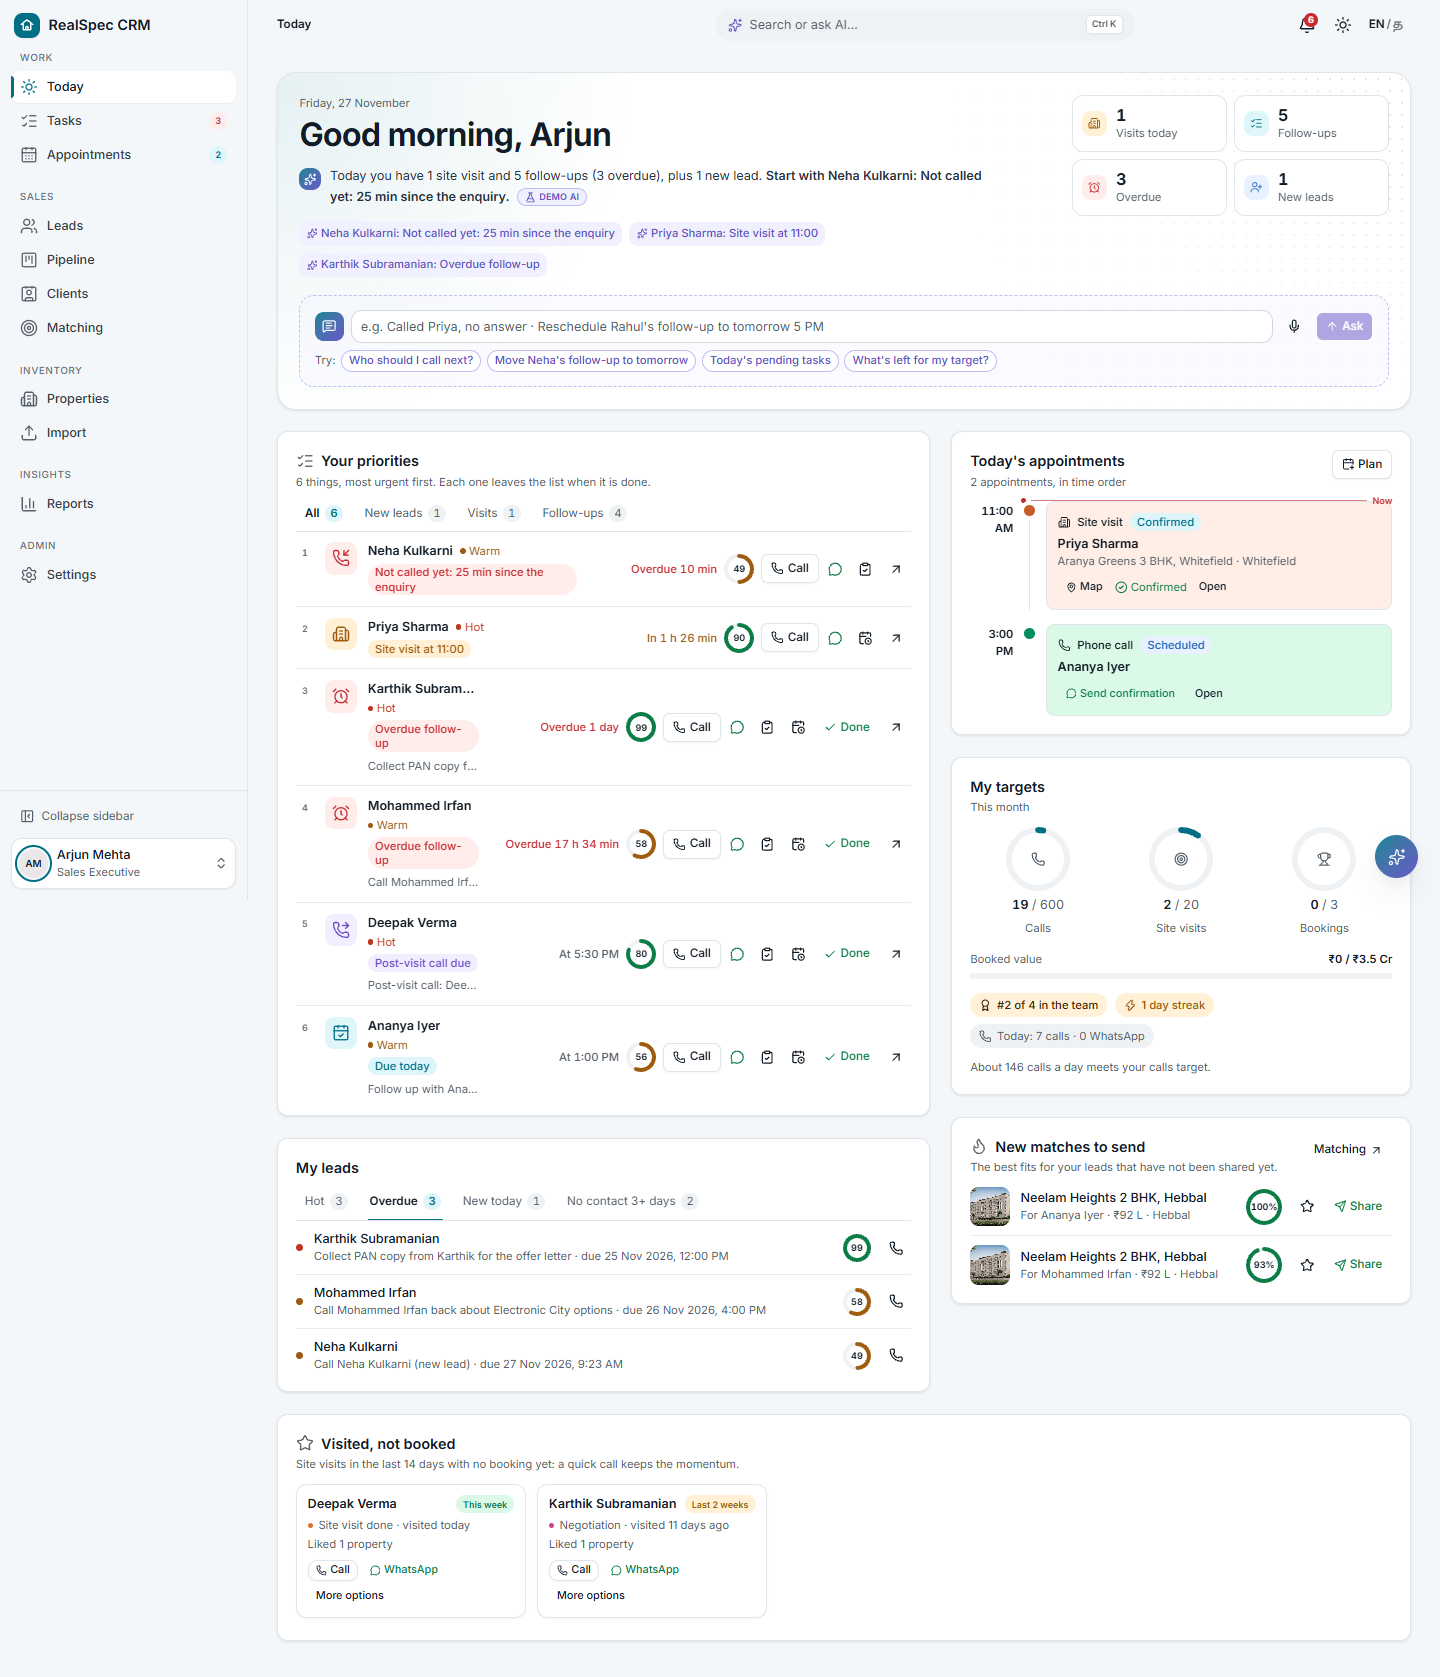 RealSpec CRM
WORK
Today
Tasks 3
Appointments 2
SALES
Leads
Pipeline
Clients
Matching
INVENTORY
Properties
Import
INSIGHTS
Reports
ADMIN
Settings
Collapse sidebar
AM
Arjun Mehta
Sales Executive
Today
Search or ask AI...
Ctrl K
6
EN / த
Friday, 27 November
Good morning, Arjun
Today you have 1 site visit and 5 follow-ups (3 overdue), plus 1 new lead. Start with Neha Kulkarni: Not called
yet: 25 min since the enquiry. DEMO AI
Neha Kulkarni: Not called yet: 25 min since the enquiry
Priya Sharma: Site visit at 11:00
Karthik Subramanian: Overdue follow-up
1
Visits today
5
Follow-ups
3
Overdue
1
New leads
e.g. Called Priya, no answer · Reschedule Rahul's follow-up to tomorrow 5 PM
Ask
Try: Who should I call next? Move Neha's follow-up to tomorrow Today's pending tasks What's left for my target?
Your priorities
6 things, most urgent first. Each one leaves the list when it is done.
All 6 New leads 1 Visits 1 Follow-ups 4
1 Neha Kulkarni Warm
Not called yet: 25 min since the
enquiry
Overdue 10 min 49 Call
2 Priya Sharma Hot
Site visit at 11:00
In 1 h 26 min 90 Call
3 Karthik Subram...
Hot
Overdue follow-
up
Collect PAN copy f...
Overdue 1 day 99 Call Done
4 Mohammed Irfan
Warm
Overdue follow-
up
Call Mohammed Irf...
Overdue 17 h 34 min 58 Call Done
5 Deepak Verma
Hot
Post-visit call due
Post-visit call: Dee...
At 5:30 PM 80 Call Done
6 Ananya Iyer
Warm
Due today
Follow up with Ana...
At 1:00 PM 56 Call Done
Today's appointments
2 appointments, in time order
Plan
Now
11:00
AM
Site visit Confirmed
Priya Sharma
Aranya Greens 3 BHK, Whitefield · Whitefield
Map Confirmed Open
3:00
PM
Phone call Scheduled
Ananya Iyer
Send confirmation Open
My targets
This month
19 / 600
Calls
2 / 20
Site visits
0 / 3
Bookings
Booked value ₹0 / ₹3.5 Cr
#2 of 4 in the team 1 day streak
Today: 7 calls · 0 WhatsApp
About 146 calls a day meets your calls target.
New matches to send
Matching
The best fits for your leads that have not been shared yet.
Neelam Heights 2 BHK, Hebbal
For Ananya Iyer · ₹92 L · Hebbal
100% Share
Neelam Heights 2 BHK, Hebbal
For Mohammed Irfan · ₹92 L · Hebbal
93% Share
My leads
Hot 3 Overdue 3 New today 1 No contact 3+ days 2
Karthik Subramanian
Collect PAN copy from Karthik for the offer letter · due 25 Nov 2026, 12:00 PM
99
Mohammed Irfan
Call Mohammed Irfan back about Electronic City options · due 26 Nov 2026, 4:00 PM
58
Neha Kulkarni
Call Neha Kulkarni (new lead) · due 27 Nov 2026, 9:23 AM
49
Visited, not booked
Site visits in the last 14 days with no booking yet: a quick call keeps the momentum.
Deepak Verma This week
Site visit done · visited today
Liked 1 property
Call WhatsApp
More options
Karthik Subramanian Last 2 weeks
Negotiation · visited 11 days ago
Liked 1 property
Call WhatsApp
More options